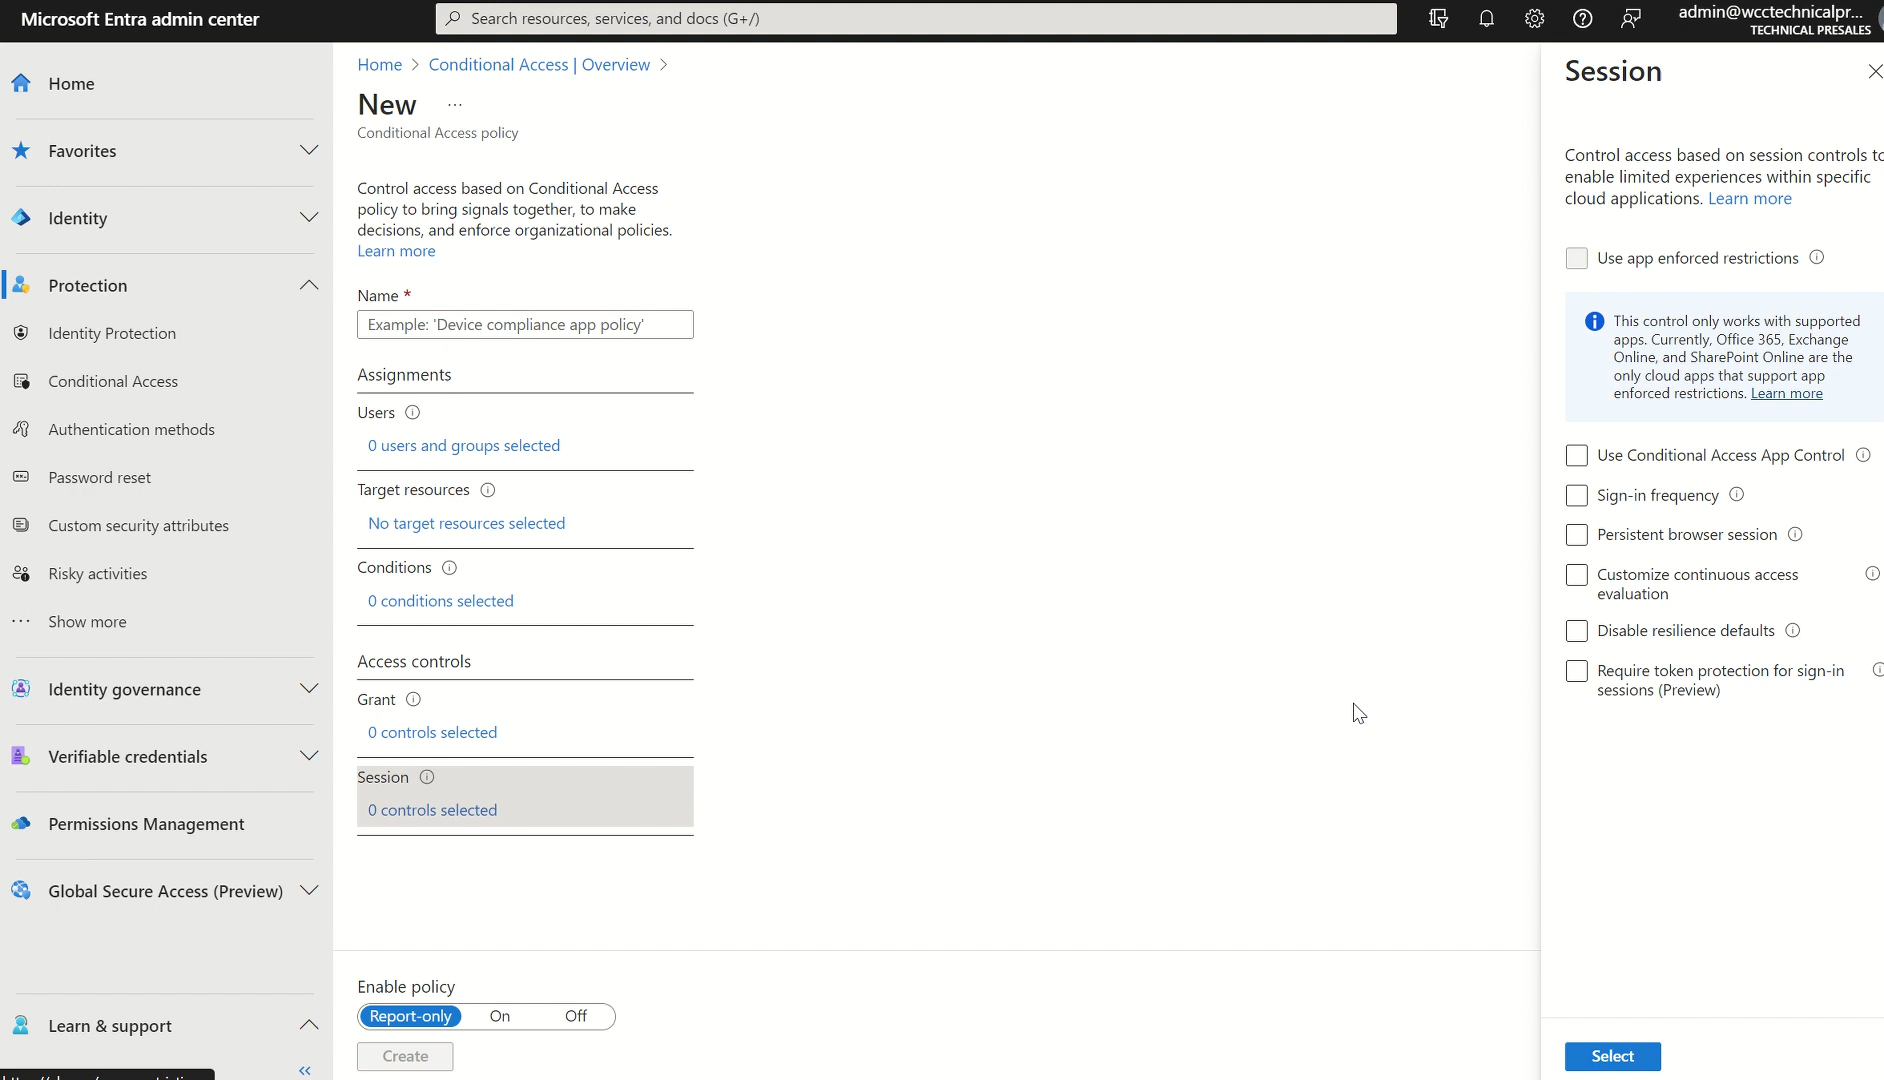 Microsoft Entra admin center
Search resources, services, and docs (G+/)
admin@wcctechnicalpr...
TECHNICAL PRESALES
Home
Favorites
Identity
Protection
Identity Protection
Conditional Access
Authentication methods
Password reset
Custom security attributes
Risky activities
Show more
Identity governance
Verifiable credentials
Permissions Management
Global Secure Access (Preview)
Learn & support
Home > Conditional Access | Overview >
New ...
Conditional Access policy
Control access based on Conditional Access
policy to bring signals together, to make
decisions, and enforce organizational policies.
Learn more
Name *
Example: 'Device compliance app policy'
Assignments
Users
0 users and groups selected
Target resources
No target resources selected
Conditions
0 conditions selected
Access controls
Grant
0 controls selected
Session
0 controls selected
Enable policy
Report-only On Off
Create
Session
Control access based on session controls to
enable limited experiences within specific
cloud applications. Learn more
Use app enforced restrictions
This control only works with supported
apps. Currently, Office 365, Exchange
Online, and SharePoint Online are the
only cloud apps that support app
enforced restrictions. Learn more
Use Conditional Access App Control
Sign-in frequency
Persistent browser session
Customize continuous access
evaluation
Disable resilience defaults
Require token protection for sign-in
sessions (Preview)
Select